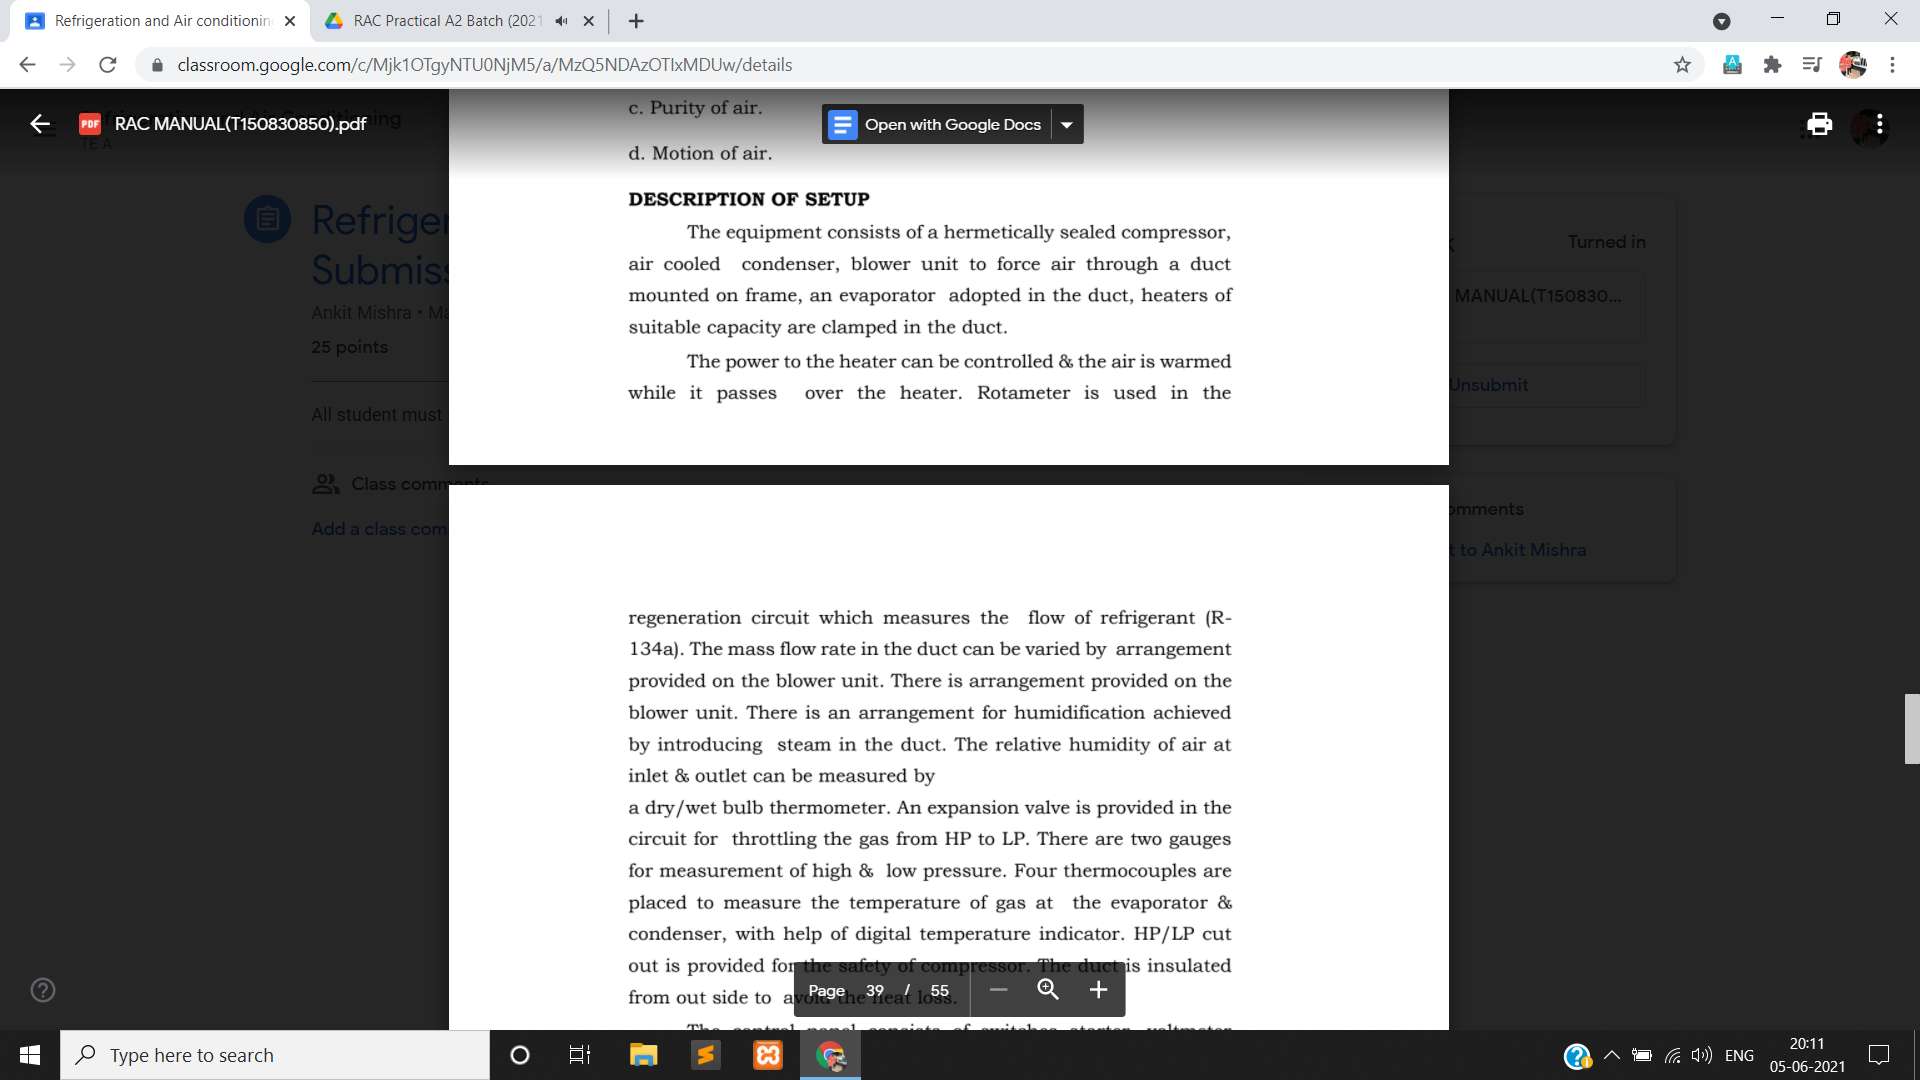 Refrigeration and Air conditionin
RAC Practical A2 Batch (2021
classroom.google.com/c/Mjk1OTgyNTU0NjM5/a/MzQ5NDAzOTIxMDUw/details
PDF RAC MANUAL(T150830850).pdf
TE A
Open with Google Docs
c. Purity of air.
d. Motion of air.
DESCRIPTION OF SETUP
The equipment consists of a hermetically sealed compressor,
air cooled condenser, blower unit to force air through a duct
mounted on frame, an evaporator adopted in the duct, heaters of
suitable capacity are clamped in the duct.
The power to the heater can be controlled & the air is warmed
while it passes over the heater. Rotameter is used in the
Refriger
Submiss
Ankit Mishra • Ma
25 points
All student must
Class comments
Add a class com
Turned in
MANUAL(T150830...
Unsubmit
omments
t to Ankit Mishra
regeneration circuit which measures the flow of refrigerant (R-
134a). The mass flow rate in the duct can be varied by arrangement
provided on the blower unit. There is arrangement provided on the
blower unit. There is an arrangement for humidification achieved
by introducing steam in the duct. The relative humidity of air at
inlet & outlet can be measured by
a dry/wet bulb thermometer. An expansion valve is provided in the
circuit for throttling the gas from HP to LP. There are two gauges
for measurement of high & low pressure. Four thermocouples are
placed to measure the temperature of gas at the evaporator &
condenser, with help of digital temperature indicator. HP/LP cut
out is provided for the safety of compressor. The duct is insulated
from out side to avoid the heat loss.
The control panel consists of switches starter, voltmeter
Page 39 / 55
Type here to search
ENG
20:11
05-06-2021